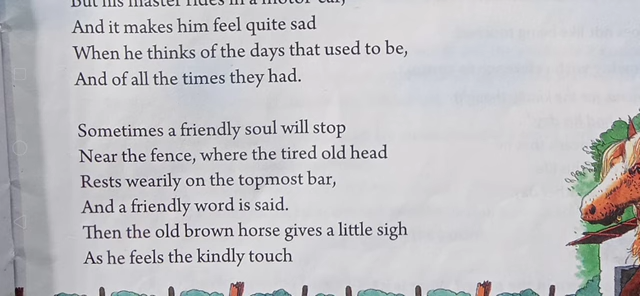 But his master rides in a motor car,
And it makes him feel quite sad
When he thinks of the days that used to be,
And of all the times they had.
Sometimes a friendly soul will stop
Near the fence, where the tired old head
Rests wearily on the topmost bar,
And a friendly word is said.
Then the old brown horse gives a little sigh
As he feels the kindly touch